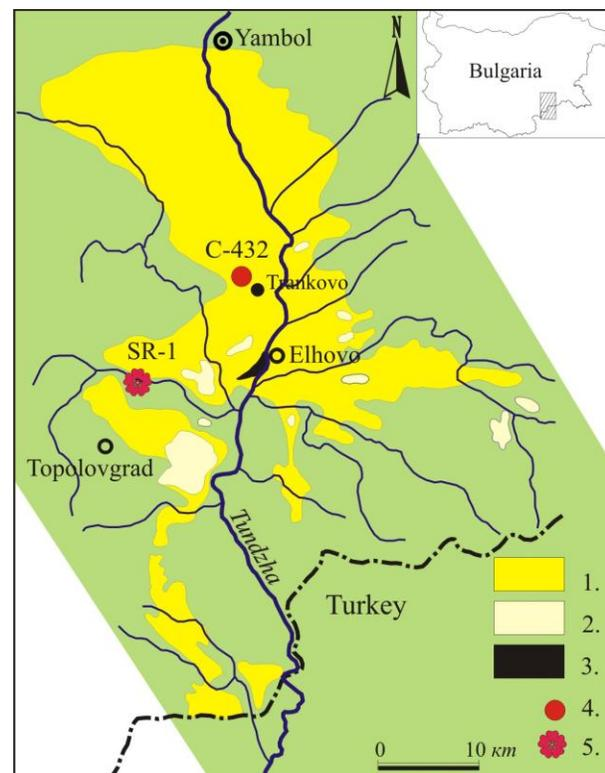 Yambol
N
Bulgaria
C-432
Trankovo
SR-1
Elhovo
Topolovgrad
Tundzha
Turkey
1.
2.
3.
4.
5.
0 10 km